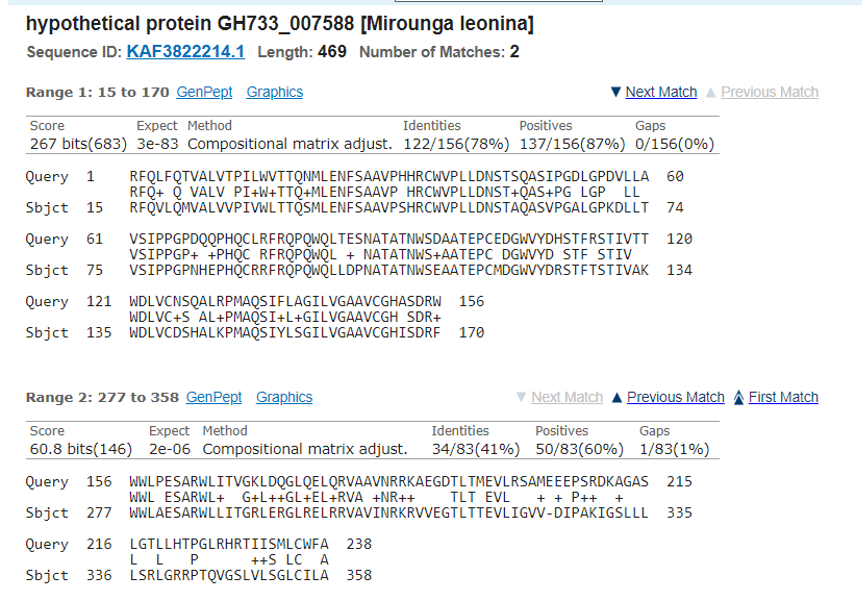 hypothetical protein GH733_007588 [Mirounga leonina]
Sequence ID: KAF3822214.1 Length: 469 Number of Matches: 2
Range 1: 15 to 170 GenPept Graphics ▼ Next Match ▲ Previous Match
Score Expect Method Identities Positives Gaps
267 bits(683) 3e-83 Compositional matrix adjust. 122/156(78%) 137/156(87%) 0/156(0%)
Query 1 RFQLFQTVALVTPILWVTTQNMLENFSAAVPHHRCWVPLLDNSTSQASIPGDLGPDVLLA 60
RFQ+ Q VALV PI+W+TTQ+MLENFSAAVP HRCWVPLLDNST+QAS+PG LGP LL
Sbjct 15 RFQVLQMVALVVPIVWLTTQSMLENFSAAVPSHRCWVPLLDNSTAQASVPGALGPKDLLT 74
Query 61 VSIPPGPDQQPHQCLRFRQPQWQLTESNATATNWSDAATEPCEDGWVYDHSTFRSTIVTT 120
VSIPPGP+ +PHQC RFRQPQWQL + NATATNWS+AATEPC DGWVYD STF STIV
Sbjct 75 VSIPPGPNHEPHQCRRFRQPQWQLLDPNATATNWSEAATEPCMDGWVYDRSTFTSTIVAK 134
Query 121 WDLVCNSQALRPMAQSIFLAGILVGAAVCGHASDRW 156
WDLVC+S AL+PMAQSI+L+GILVGAAVCGH SDR+
Sbjct 135 WDLVCDSHALKPMAQSIYLSGILVGAAVCGHISDRF 170
Range 2: 277 to 358 GenPept Graphics ▼ Next Match ▲ Previous Match First Match
Score Expect Method Identities Positives Gaps
60.8 bits(146) 2e-06 Compositional matrix adjust. 34/83(41%) 50/83(60%) 1/83(1%)
Query 156 WWLPESARWLITVGKLDQGLQELQRVAAVNRRKAEGDTLTMEVLRSAMEEEPSRDKAGAS 215
WWL ESARWL+ G+L++GL+EL+RVA +NR++ TLT EVL + + P++ +
Sbjct 277 WWLAESARWLLITGRLERGLRELRRVAVINRKRVVEGTLTTEVLIGVV-DIPAKIGSLLL 335
Query 216 LGTLLHTPGLRHRTIISMLCWFA 238
L L P ++S LC A
Sbjct 336 LSRLGRRPTQVGSLVLSGLCILA 358